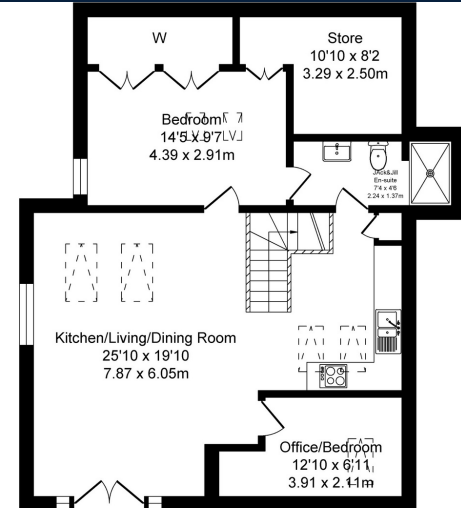 W
Store
10'10 x 8'2
3.29 x 2.50m
Bedroom
14'5 x 9'7
4.39 x 2.91m
JAck&Jill
En-suite
7'4 x 4'6
2.24 x 1.37m
Kitchen/Living/Dining Room
25'10 x 19'10
7.87 x 6.05m
Office/Bedroom
12'10 x 6'11
3.91 x 2.11m